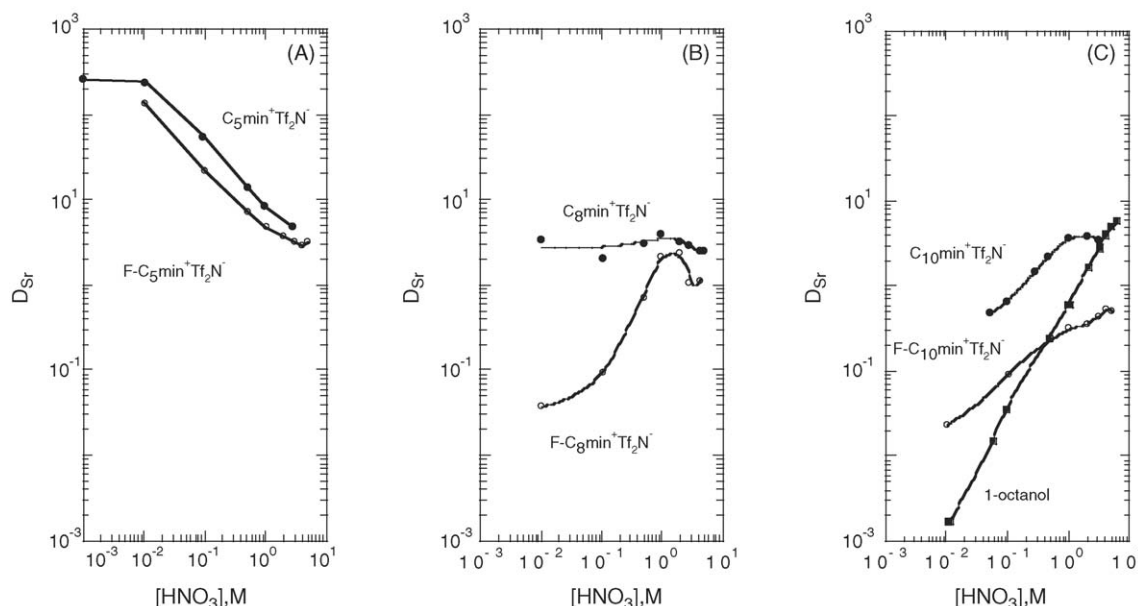 (A)
10³
10¹
10⁻¹
10⁻³
D_Sr
C₅min⁺Tf₂N⁻
F-C₅min⁺Tf₂N⁻
10⁻³ 10⁻² 10⁻¹ 10⁰ 10¹
[HNO₃],M
(B)
10³
10¹
10⁻¹
10⁻³
D_Sr
C₈min⁺Tf₂N⁻
F-C₈min⁺Tf₂N⁻
10⁻³ 10⁻² 10⁻¹ 10⁰ 10¹
[HNO₃],M
(C)
10³
10¹
10⁻¹
10⁻³
D_Sr
C₁₀min⁺Tf₂N⁻
F-C₁₀min⁺Tf₂N⁻
1-octanol
10⁻³ 10⁻² 10⁻¹ 10⁰ 10¹
[HNO₃],M